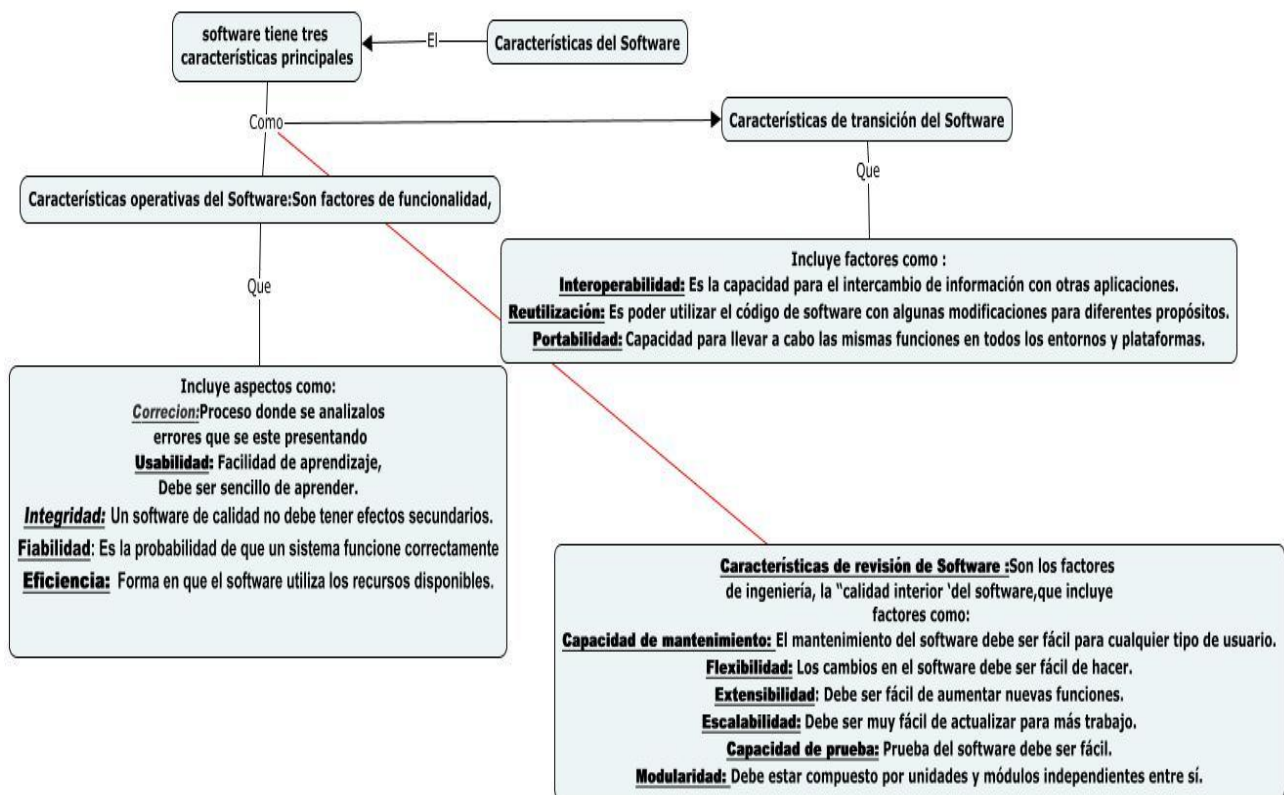 software tiene tres
características principales
El
Características del Software
Como
Características de transición del Software
Que
Características operativas del Software:Son factores de funcionalidad,
Que
Incluye factores como :
Interoperabilidad: Es la capacidad para el intercambio de información con otras aplicaciones.
Reutilización: Es poder utilizar el código de software con algunas modificaciones para diferentes propósitos.
Portabilidad: Capacidad para llevar a cabo las mismas funciones en todos los entornos y plataformas.
Incluye aspectos como:
Correcion:Proceso donde se analizalos
errores que se este presentando
Usabilidad: Facilidad de aprendizaje,
Debe ser sencillo de aprender.
Integridad: Un software de calidad no debe tener efectos secundarios.
Fiabilidad: Es la probabilidad de que un sistema funcione correctamente
Eficiencia: Forma en que el software utiliza los recursos disponibles.
Características de revisión de Software :Son los factores
de ingeniería, la "calidad interior 'del software,que incluye
factores como:
Capacidad de mantenimiento: El mantenimiento del software debe ser fácil para cualquier tipo de usuario.
Flexibilidad: Los cambios en el software debe ser fácil de hacer.
Extensibilidad: Debe ser fácil de aumentar nuevas funciones.
Escalabilidad: Debe ser muy fácil de actualizar para más trabajo.
Capacidad de prueba: Prueba del software debe ser fácil.
Modularidad: Debe estar compuesto por unidades y módulos independientes entre sí.